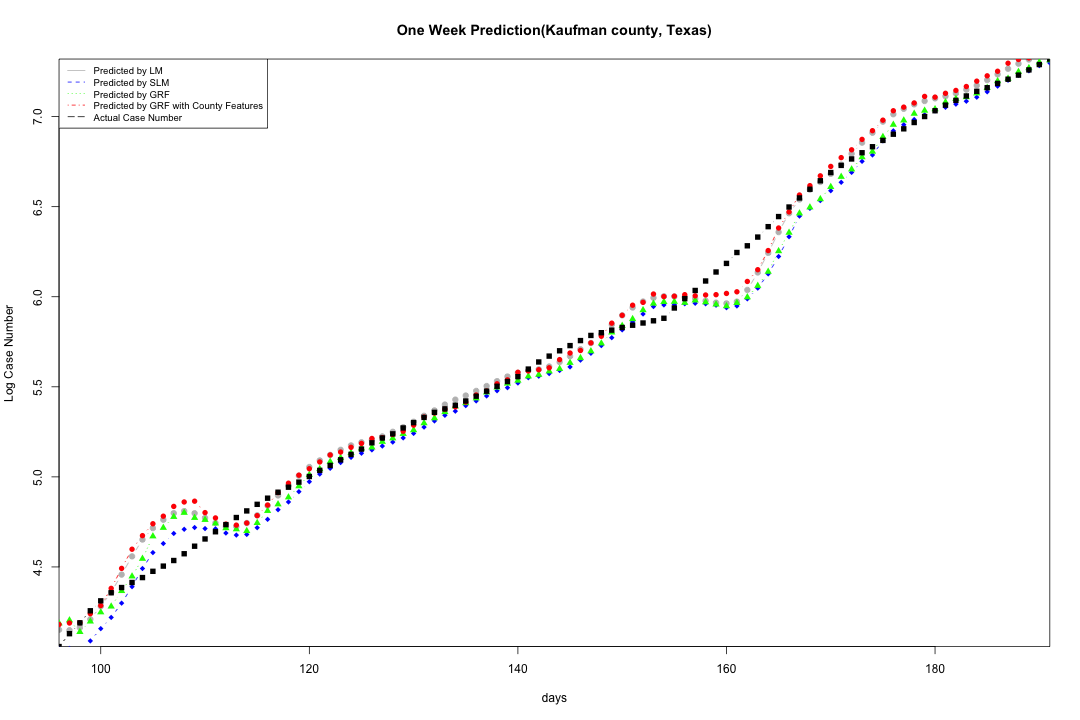 One Week Prediction(Kaufman county, Texas)
Predicted by LM
Predicted by SLM
Predicted by GRF
Predicted by GRF with County Features
Actual Case Number
7.0
6.5
6.0
5.5
5.0
4.5
Log Case Number
100 120 140 160 180
days